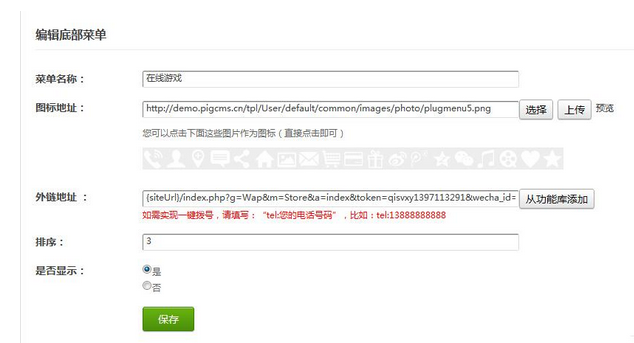 编辑底部菜单
菜单名称：
在线游戏
图标地址：
http://demo.pigcms.cn/tpl/User/default/common/images/photo/plugmenu5.png
选择
上传
预览
您可以点击下面这些图片作为图标（直接点击即可）
外链地址 ：
{siteUrl}/index.php?g=Wap&m=Store&a=index&token=qisvxy1397113291&wecha_id=
从功能库添加
如需实现一键拨号，请填写：“tel:您的电话号码”，比如：tel:13888888888
排序：
3
是否显示：
是
否
保存